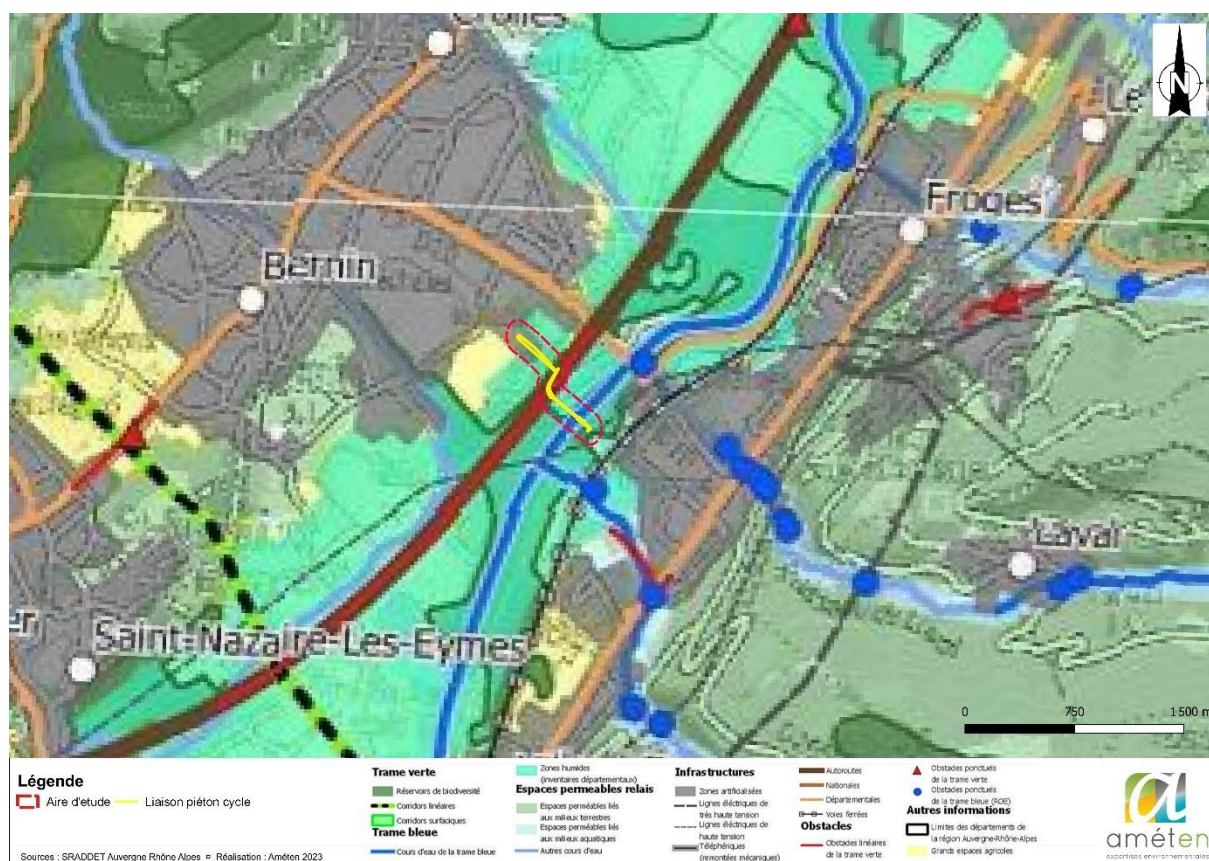 Crolles
N
Le
Froges
Bernin
Laval
er
Saint-Nazaire-Les-Eymes
0 750 1 500 m
Légende
Aire d'etude
Liaison piéton cycle
Trame verte
Réservoirs de biodiversité
Corridors linéaires
Corridors surfaciques
Trame bleue
Cours d'eau de la trame bleue
Zones humides
(inventaires départementaux)
Espaces permeables relais
Espaces perméables liés
aux milieux terrestres
Espaces perméables liés
aux milieux aquatiques
Autres cours d'eau
Infrastructures
Zones artificialisées
Lignes électriques de
très haute tension
Lignes électriques de
haute tension
Téléphériques
(remontées mécaniques)
Autoroutes
Nationales
Départementales
Voies ferrées
Obstacles
Obstacles linéaires
de la trame verte
Obstacles ponctuels
de la trame verte
Obstacles ponctuels
de la trame bleue (ROE)
Autres informations
Limites des départements de
la région Auvergne-Rhône-Alpes
Grands espaces agricoles
améten
expertises environnementales
Sources : SRADDET Auvergne Rhône Alpes ¤ Réalisation : Améten 2023